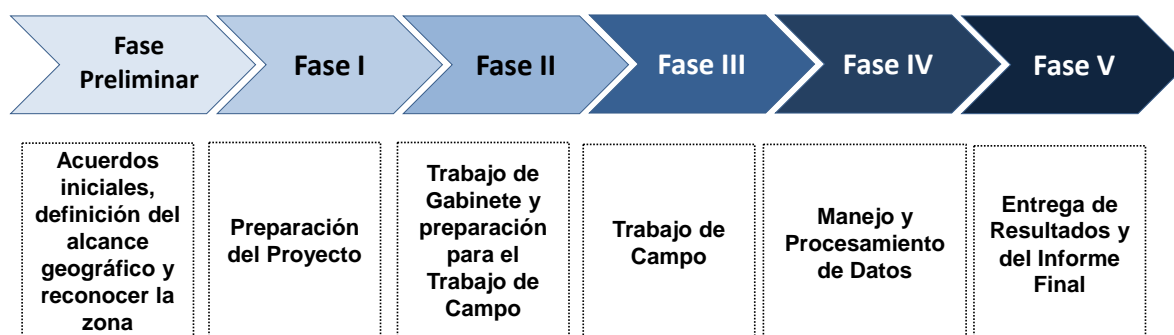 Fase
Preliminar
Fase I
Fase II
Fase III
Fase IV
Fase V
Acuerdos
iniciales,
definición del
alcance
geográfico y
reconocer la
zona
Preparación
del Proyecto
Trabajo de
Gabinete y
preparación
para el
Trabajo de
Campo
Trabajo de
Campo
Manejo y
Procesamiento
de Datos
Entrega de
Resultados y
del Informe
Final